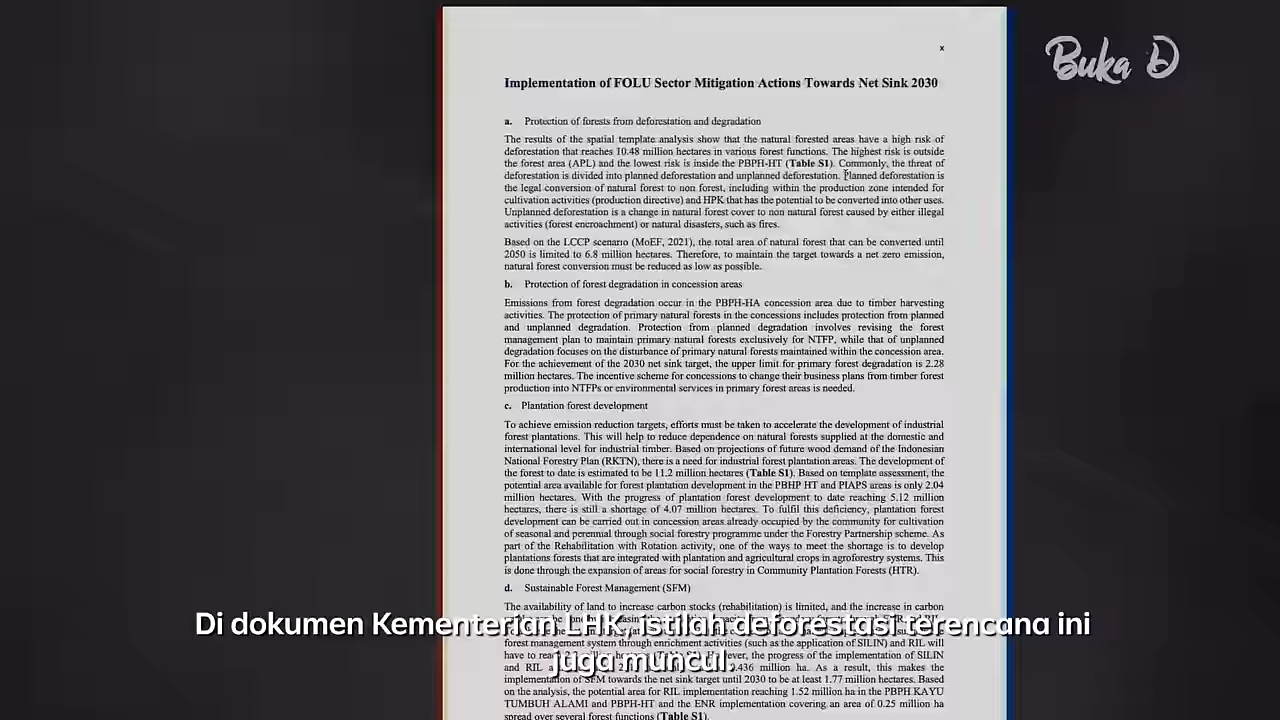 x
Buka D
Implementation of FOLU Sector Mitigation Actions Towards Net Sink 2030
a. Protection of forests from deforestation and degradation
The results of the spatial template analysis show that the natural forested areas have a high risk of
deforestation that reaches 10.48 million hectares in various forest functions. The highest risk is outside
the forest area (APL) and the lowest risk is inside the PBPH-HT (Table S1). Commonly, the threat of
deforestation is divided into planned deforestation and unplanned deforestation. Planned deforestation is
the legal conversion of natural forest to non forest, including within the production zone intended for
cultivation activities (production directive) and HPK that has the potential to be converted into other uses.
Unplanned deforestation is a change in natural forest cover to non natural forest caused by either illegal
activities (forest encroachment) or natural disasters, such as fires.
Based on the LCCP scenario (MoEF, 2021), the total area of natural forest that can be converted until
2050 is limited to 6.8 million hectares. Therefore, to maintain the target towards a net zero emission,
natural forest conversion must be reduced as low as possible.
b. Protection of forest degradation in concession areas
Emissions from forest degradation occur in the PBPH-HA concession area due to timber harvesting
activities. The protection of primary natural forests in the concessions includes protection from planned
and unplanned degradation. Protection from planned degradation involves revising the forest
management plan to maintain primary natural forests exclusively for NTFP, while that of unplanned
degradation focuses on the disturbance of primary natural forests maintained within the concession area.
For the achievement of the 2030 net sink target, the upper limit for primary forest degradation is 2.28
million hectares. The incentive scheme for concessions to change their business plans from timber forest
production into NTFPs or environmental services in primary forest areas is needed.
c. Plantation forest development
To achieve emission reduction targets, efforts must be taken to accelerate the development of industrial
forest plantations. This will help to reduce dependence on natural forests supplied at the domestic and
international level for industrial timber. Based on projections of future wood demand of the Indonesian
National Forestry Plan (RKTN), there is a need for industrial forest plantation areas. The development of
the forest to date is estimated to be 11.2 million hectares (Table S1). Based on template assessment, the
potential area available for forest plantation development in the PBHP HT and PIAPS areas is only 2.04
million hectares. With the progress of plantation forest development to date reaching 5.12 million
hectares, there is still a shortage of 4.07 million hectares. To fulfil this deficiency, plantation forest
development can be carried out in concession areas already occupied by the community for cultivation
of seasonal and perennial through social forestry programme under the Forestry Partnership scheme. As
part of the Rehabilitation with Rotation activity, one of the ways to meet the shortage is to develop
plantations forests that are integrated with plantation and agricultural crops in agroforestry systems. This
is done through the expansion of areas for social forestry in Community Plantation Forests (HTR).
d. Sustainable Forest Management (SFM)
The availability of land to increase carbon stocks (rehabilitation) is limited, and the increase in carbon
Di dokumen Kementerian LHK, istilah deforestasi terencana ini
forest management system through enrichment activities (such as the application of SILIN) and RIL will
juga muncul.
have to the progress of the implementation of SILIN
and RIL 0.436 million ha. As a result, this makes the
implementation of SFM towards the net sink target until 2030 to be at least 1.77 million hectares. Based
on the analysis, the potential area for RIL implementation reaching 1.52 million ha in the PBPH KAYU
TUMBUH ALAMI and PBPH-HT and the ENR implementation covering an area of 0.25 million ha
spread over several forest functions (Table S1).